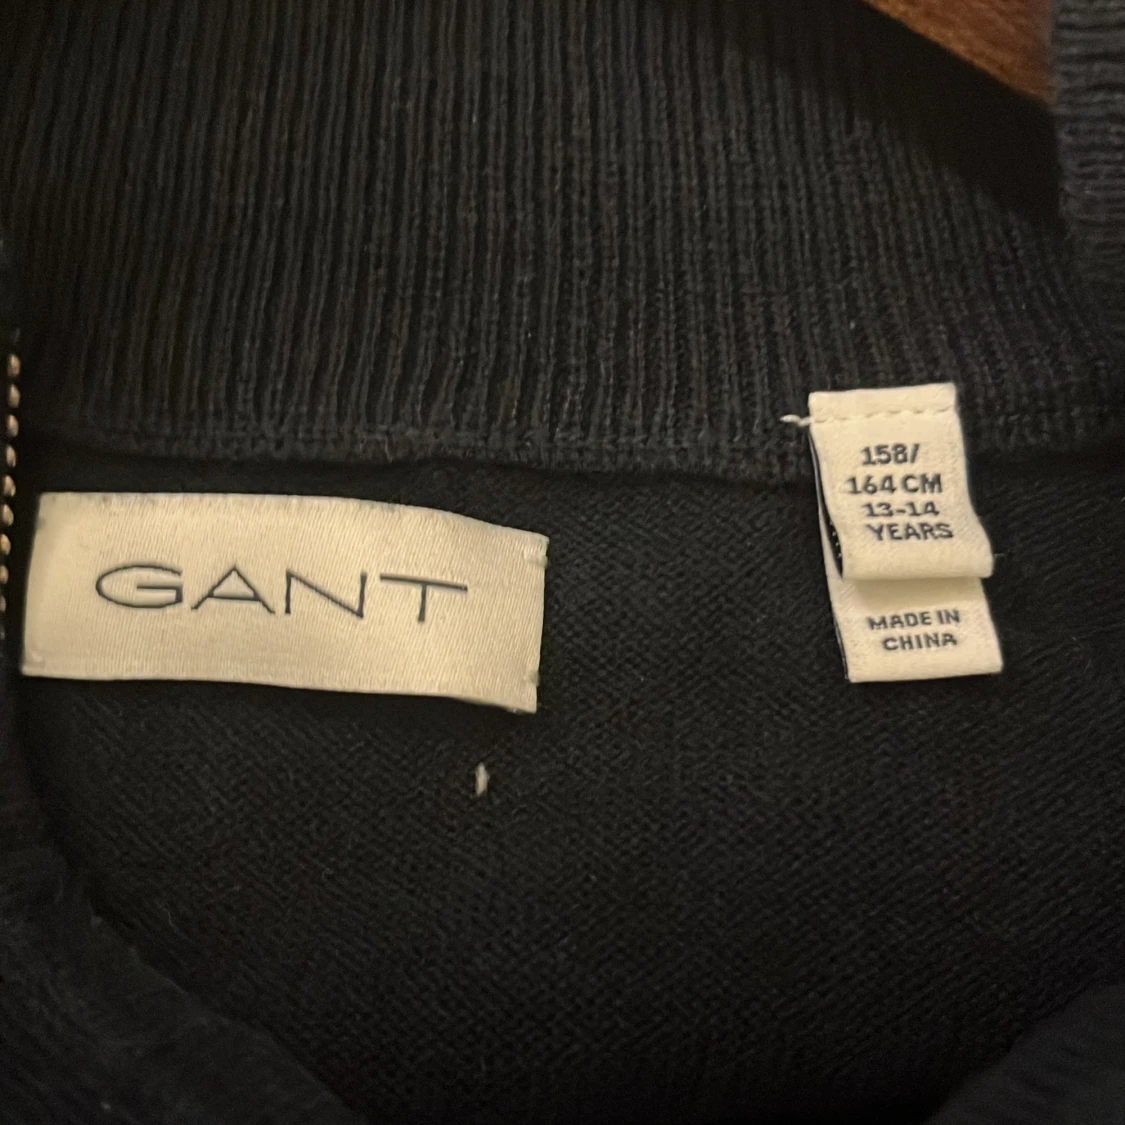 GANT
158/
164 CM
13-14
YEARS
MADE IN
CHINA